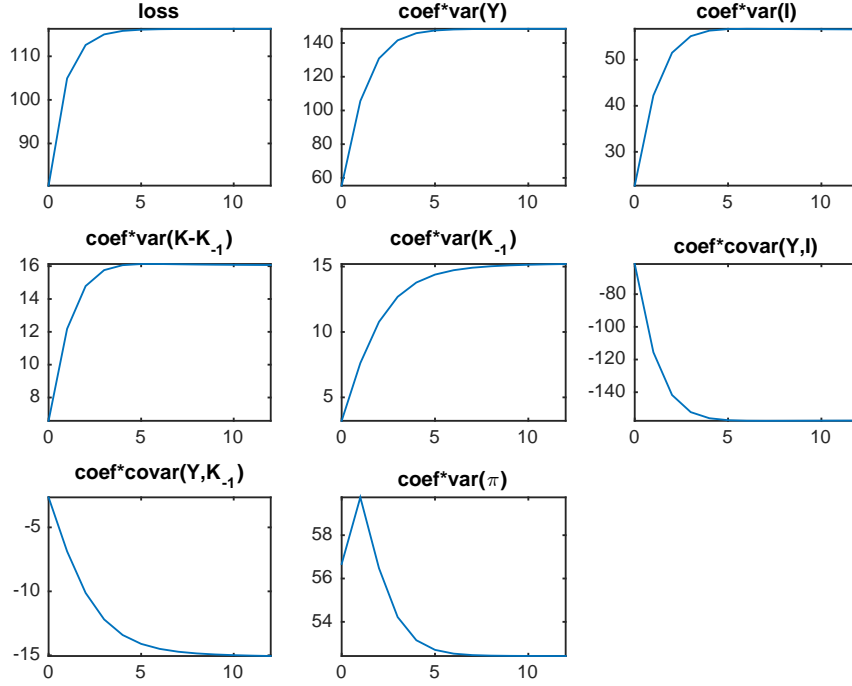 loss
110
90
0 5 10
coef*var(Y)
140
120
100
80
60
0 5 10
coef*var(I)
50
40
30
0 5 10
coef*var(K-K_{-1})
16
14
12
10
8
0 5 10
coef*var(K_{-1})
15
10
5
0 5 10
coef*covar(Y,I)
-80
-100
-120
-140
0 5 10
coef*covar(Y,K_{-1})
-5
-10
-15
0 5 10
coef*var(π)
58
56
54
0 5 10